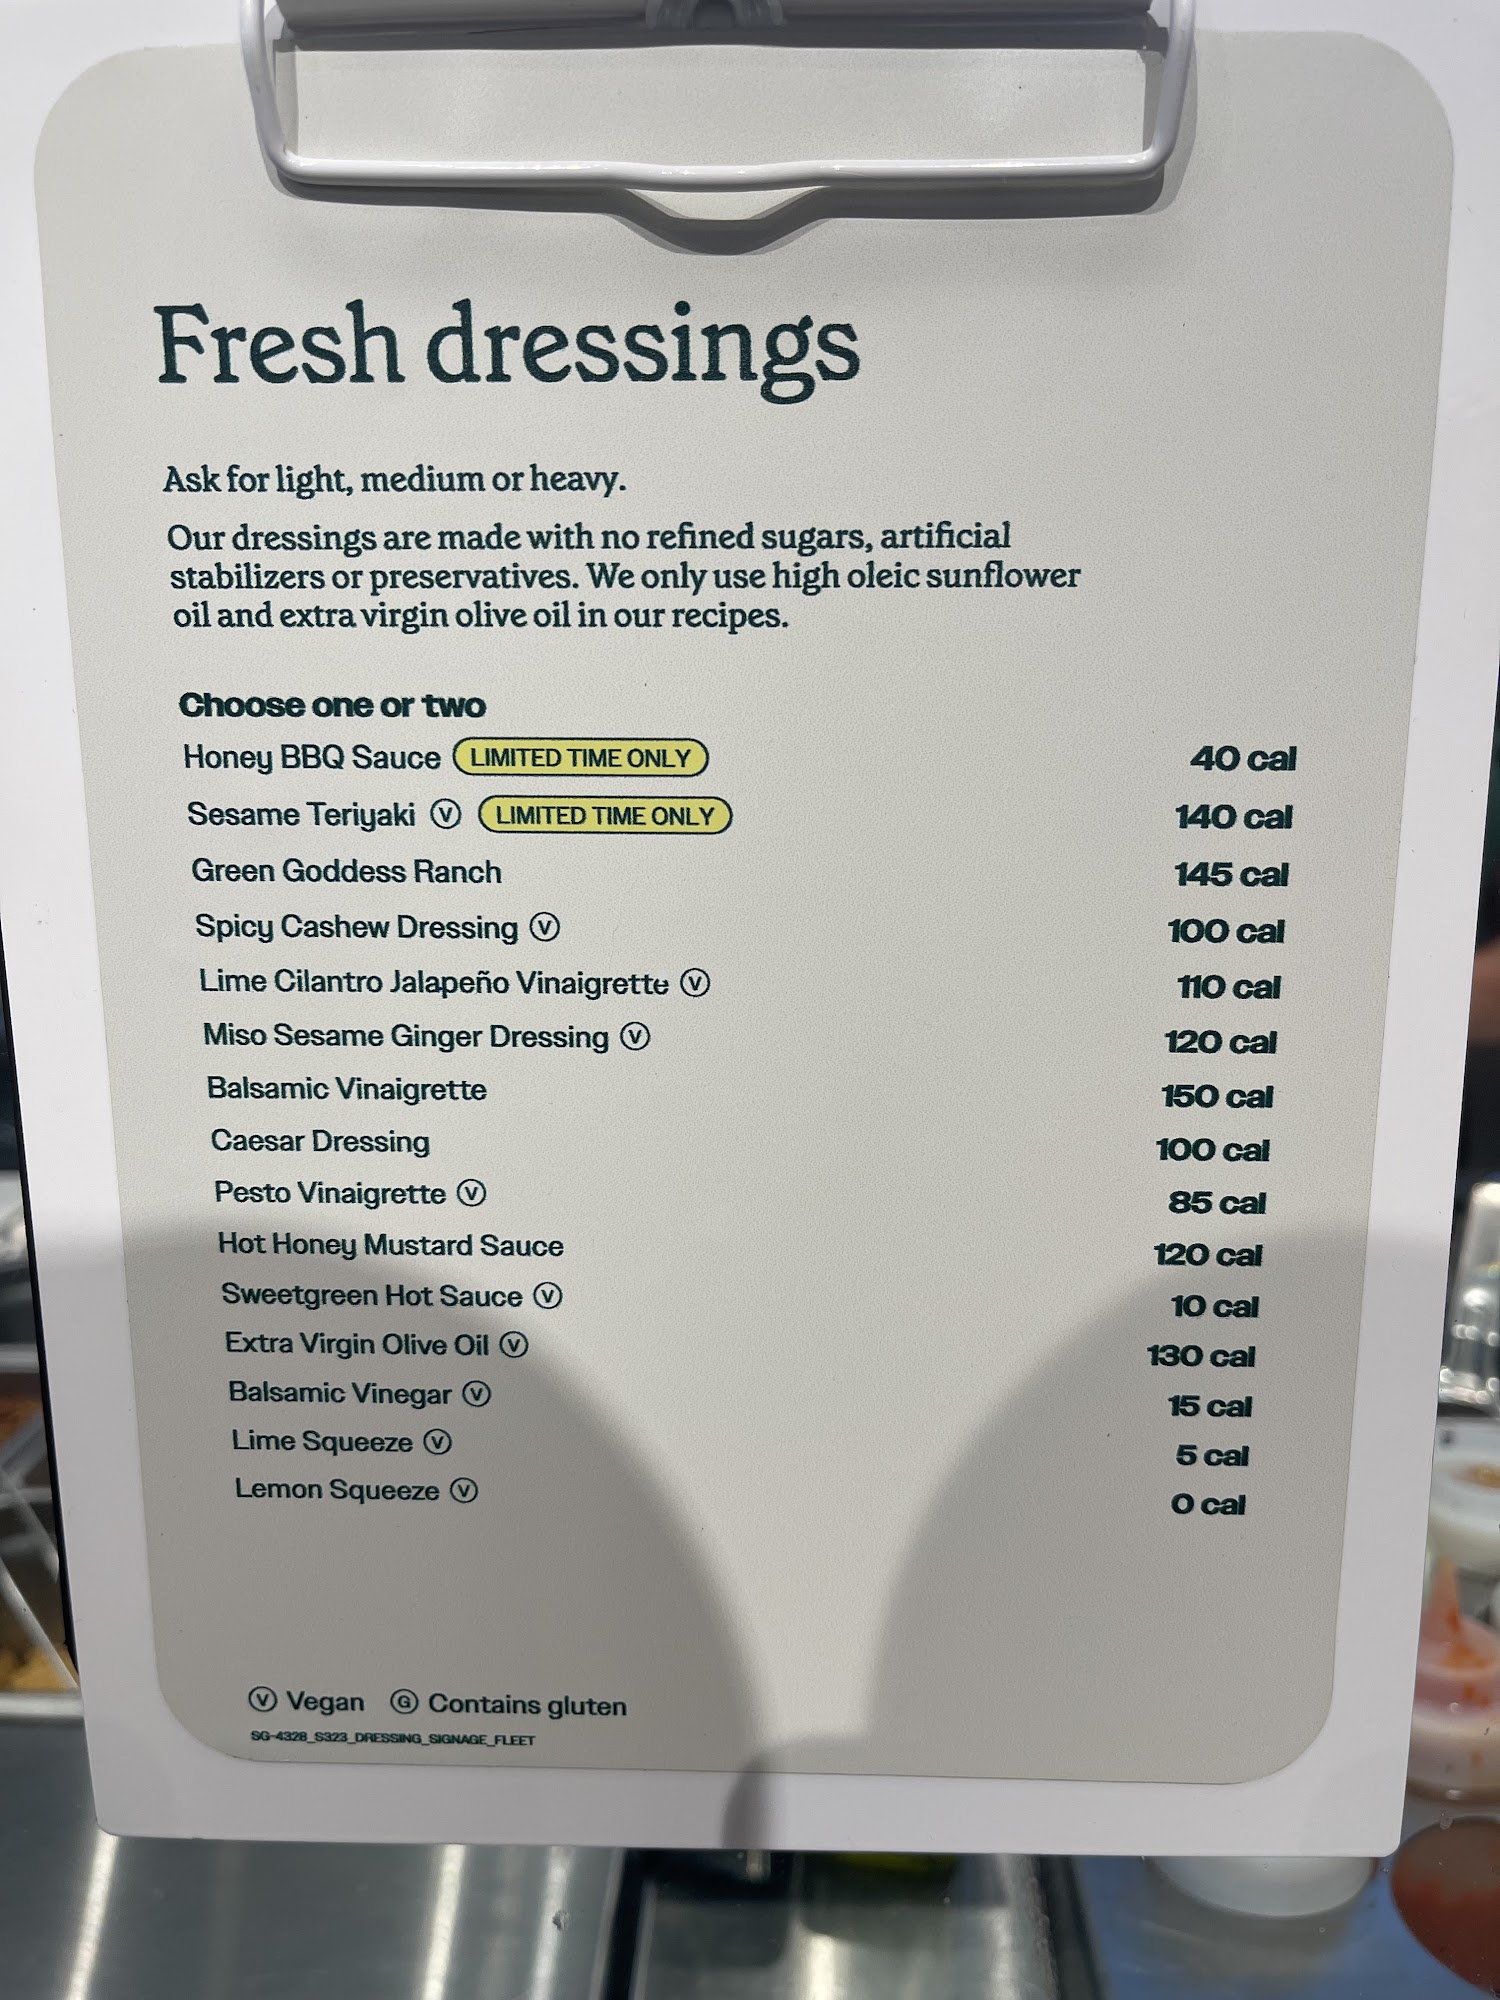 Fresh dressings
Ask for light, medium or heavy.
Our dressings are made with no refined sugars, artificial
stabilizers or preservatives. We only use high oleic sunflower
oil and extra virgin olive oil in our recipes.
Choose one or two
Honey BBQ Sauce LIMITED TIME ONLY 40 cal
Sesame Teriyaki Ⓥ LIMITED TIME ONLY 140 cal
Green Goddess Ranch 145 cal
Spicy Cashew Dressing Ⓥ 100 cal
Lime Cilantro Jalapeño Vinaigrette Ⓥ 110 cal
Miso Sesame Ginger Dressing Ⓥ 120 cal
Balsamic Vinaigrette 150 cal
Caesar Dressing 100 cal
Pesto Vinaigrette Ⓥ 85 cal
Hot Honey Mustard Sauce 120 cal
Sweetgreen Hot Sauce Ⓥ 10 cal
Extra Virgin Olive Oil Ⓥ 130 cal
Balsamic Vinegar Ⓥ 15 cal
Lime Squeeze Ⓥ 5 cal
Lemon Squeeze Ⓥ 0 cal
Ⓥ Vegan Ⓖ Contains gluten
SG-4328_S323_DRESSING_SIGNAGE_FLEET